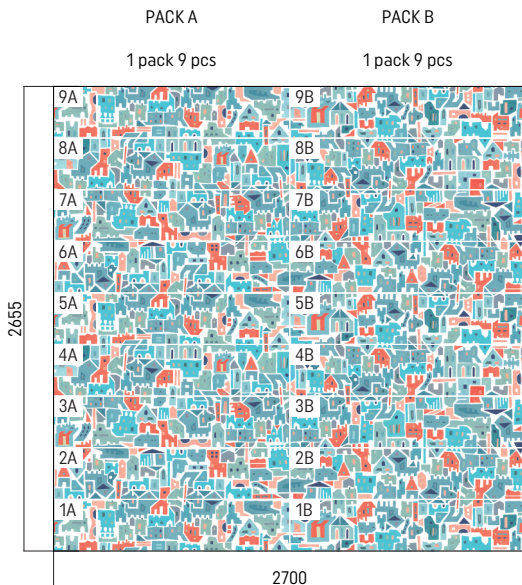 PACK A PACK B
1 pack 9 pcs 1 pack 9 pcs
9A 9B
8A 8B
7A 7B
6A 6B
5A 5B
4A 4B
3A 3B
2A 2B
1A 1B
2655
2700